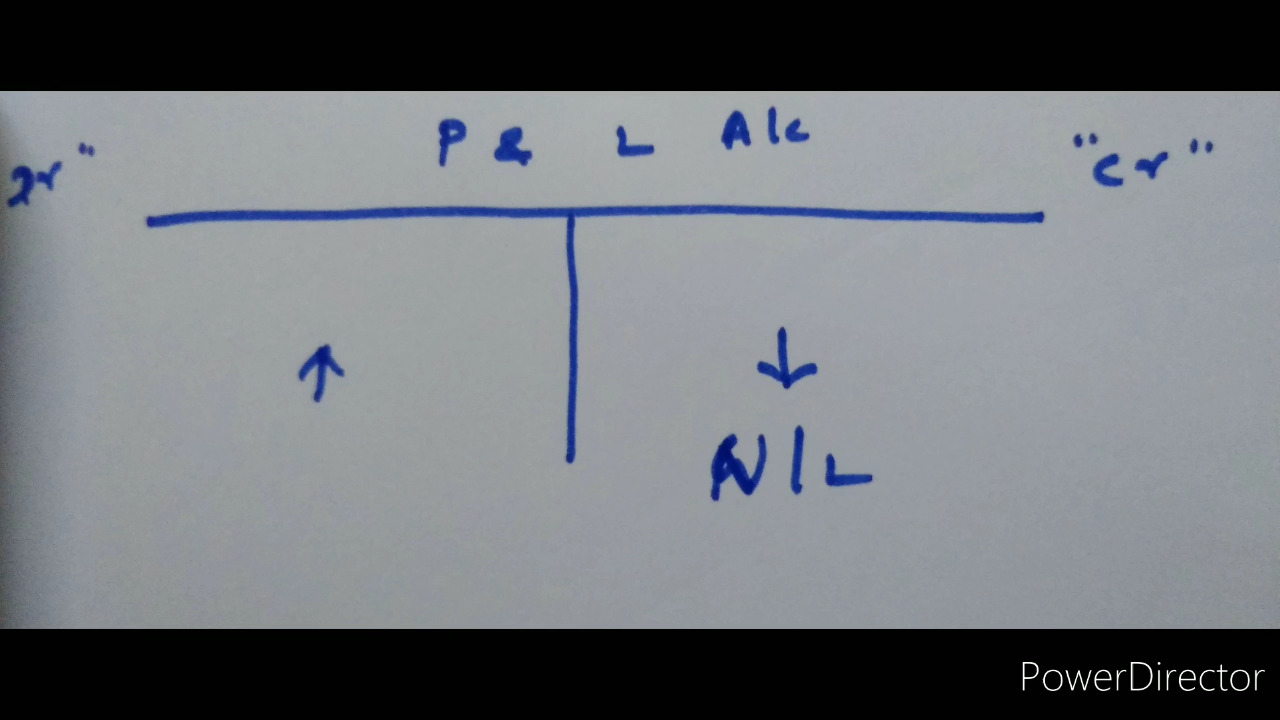 P & L A/c
Dr" "Cr"
↑ ↓
N/L
PowerDirector